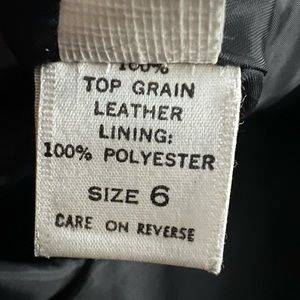 100%
TOP GRAIN
LEATHER
LINING:
100% POLYESTER
SIZE 6
CARE ON REVERSE